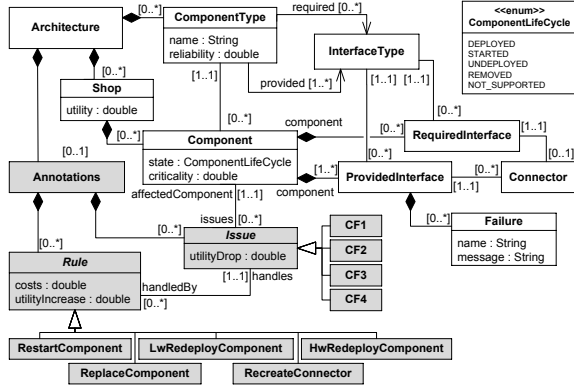 Architecture
[0..*]
ComponentType
name : String
reliability : double
required [0..*]
InterfaceType
<<enum>>
ComponentLifeCycle
DEPLOYED
STARTED
UNDEPLOYED
REMOVED
NOT_SUPPORTED
[0..*]
Shop
utility : double
[1..1]
provided [1..*]
[1..1] [1..1]
[0..*]
[0..*]
Component
state : ComponentLifeCycle
criticality : double
component
[0..*]
RequiredInterface
[1..1]
[0..*]
[0..1]
Annotations
[0..1]
affectedComponent
[1..1]
component
[1..*]
ProvidedInterface
[1..1]
[0..*]
Connector
issues [0..*]
[0..*]
Failure
name : String
message : String
[0..*]
Rule
costs : double
utilityIncrease : double
[0..*]
Issue
utilityDrop : double
CF1
CF2
CF3
CF4
[1..1] handles
handledBy
[0..*]
RestartComponent
LwRedeployComponent
HwRedeployComponent
ReplaceComponent
RecreateConnector